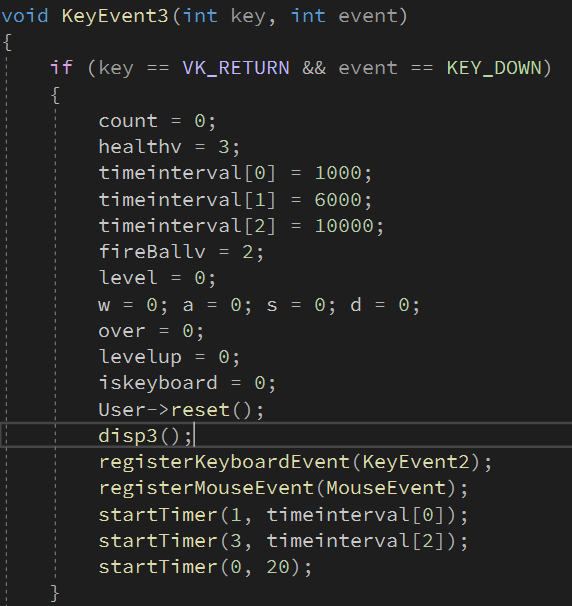 void KeyEvent3(int key, int event)
{
if (key == VK_RETURN && event == KEY_DOWN)
{
count = 0;
healthv = 3;
timeinterval[0] = 1000;
timeinterval[1] = 6000;
timeinterval[2] = 10000;
fireBallv = 2;
level = 0;
w = 0; a = 0; s = 0; d = 0;
over = 0;
levelup = 0;
iskeyboard = 0;
User->reset();
disp3();
registerKeyboardEvent(KeyEvent2);
registerMouseEvent(MouseEvent);
startTimer(1, timeinterval[0]);
startTimer(3, timeinterval[2]);
startTimer(0, 20);
}